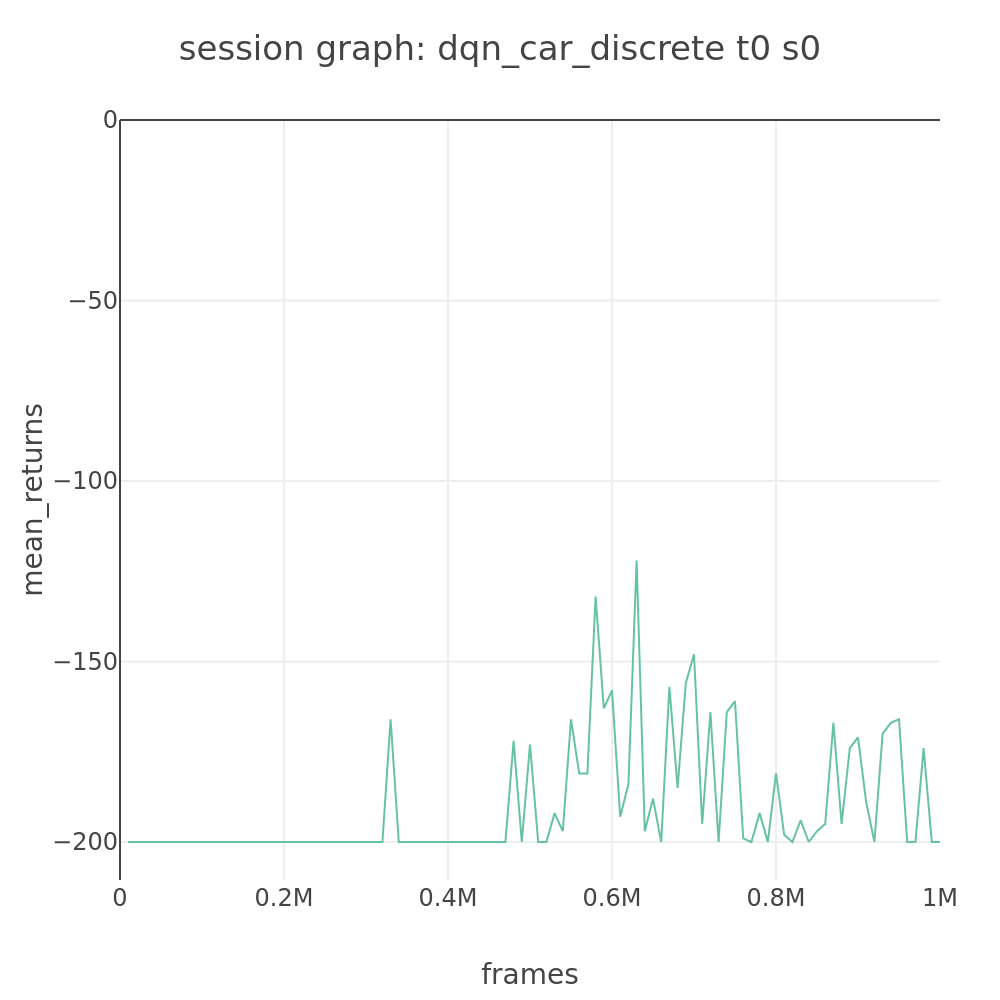 session graph: dqn_car_discrete t0 s0
0
−50
−100
−150
−200
mean_returns
0
0.2M
0.4M
0.6M
0.8M
1M
frames